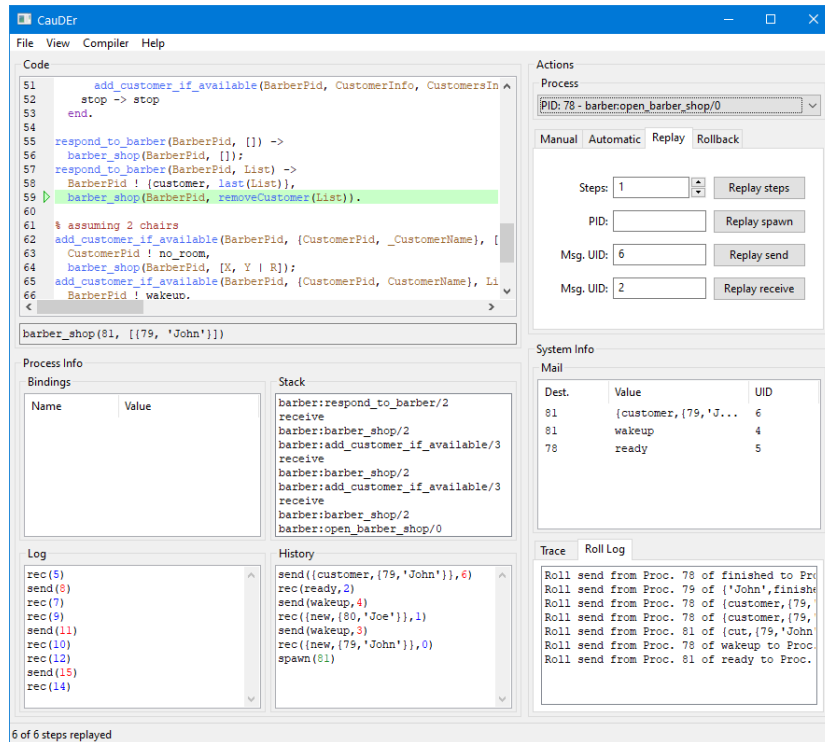 CauDEr
File View Compiler Help
Code
51 add_customer_if_available(BarberPid, CustomerInfo, CustomersIn
52 stop -> stop
53 end.
54
55 respond_to_barber(BarberPid, []) ->
56 barber_shop(BarberPid, []);
57 respond_to_barber(BarberPid, List) ->
58 BarberPid ! {customer, last(List)},
59 barber_shop(BarberPid, removeCustomer(List)).
60
61 % assuming 2 chairs
62 add_customer_if_available(BarberPid, {CustomerPid, _CustomerName}, [
63 CustomerPid ! no_room,
64 barber_shop(BarberPid, [X, Y | R]);
65 add_customer_if_available(BarberPid, {CustomerPid, CustomerName}, Li
66 BarberPid ! wakeup,
barber_shop(81, [{79, 'John'}])
Process Info
Bindings
Name Value
Stack
barber:respond_to_barber/2
receive
barber:barber_shop/2
barber:add_customer_if_available/3
receive
barber:barber_shop/2
barber:add_customer_if_available/3
receive
barber:barber_shop/2
barber:open_barber_shop/0
Log
rec(5)
send(8)
rec(7)
rec(9)
send(11)
rec(10)
rec(12)
send(15)
rec(14)
History
send({customer,{79,'John'}},6)
rec(ready,2)
send(wakeup,4)
rec({new,{80,'Joe'}},1)
send(wakeup,3)
rec({new,{79,'John'}},0)
spawn(81)
Actions
Process
PID: 78 - barber:open_barber_shop/0
Manual Automatic Replay Rollback
Steps: 1 Replay steps
PID: Replay spawn
Msg. UID: 6 Replay send
Msg. UID: 2 Replay receive
System Info
Mail
Dest. Value UID
81 {customer,{79,'J... 6
81 wakeup 4
78 ready 5
Trace Roll Log
Roll send from Proc. 78 of finished to Pro
Roll send from Proc. 79 of {'John',finishe
Roll send from Proc. 78 of {customer,{79,
Roll send from Proc. 78 of {customer,{79,'
Roll send from Proc. 81 of {cut,{79,'John'
Roll send from Proc. 78 of wakeup to Proc.
Roll send from Proc. 81 of ready to Proc.
6 of 6 steps replayed